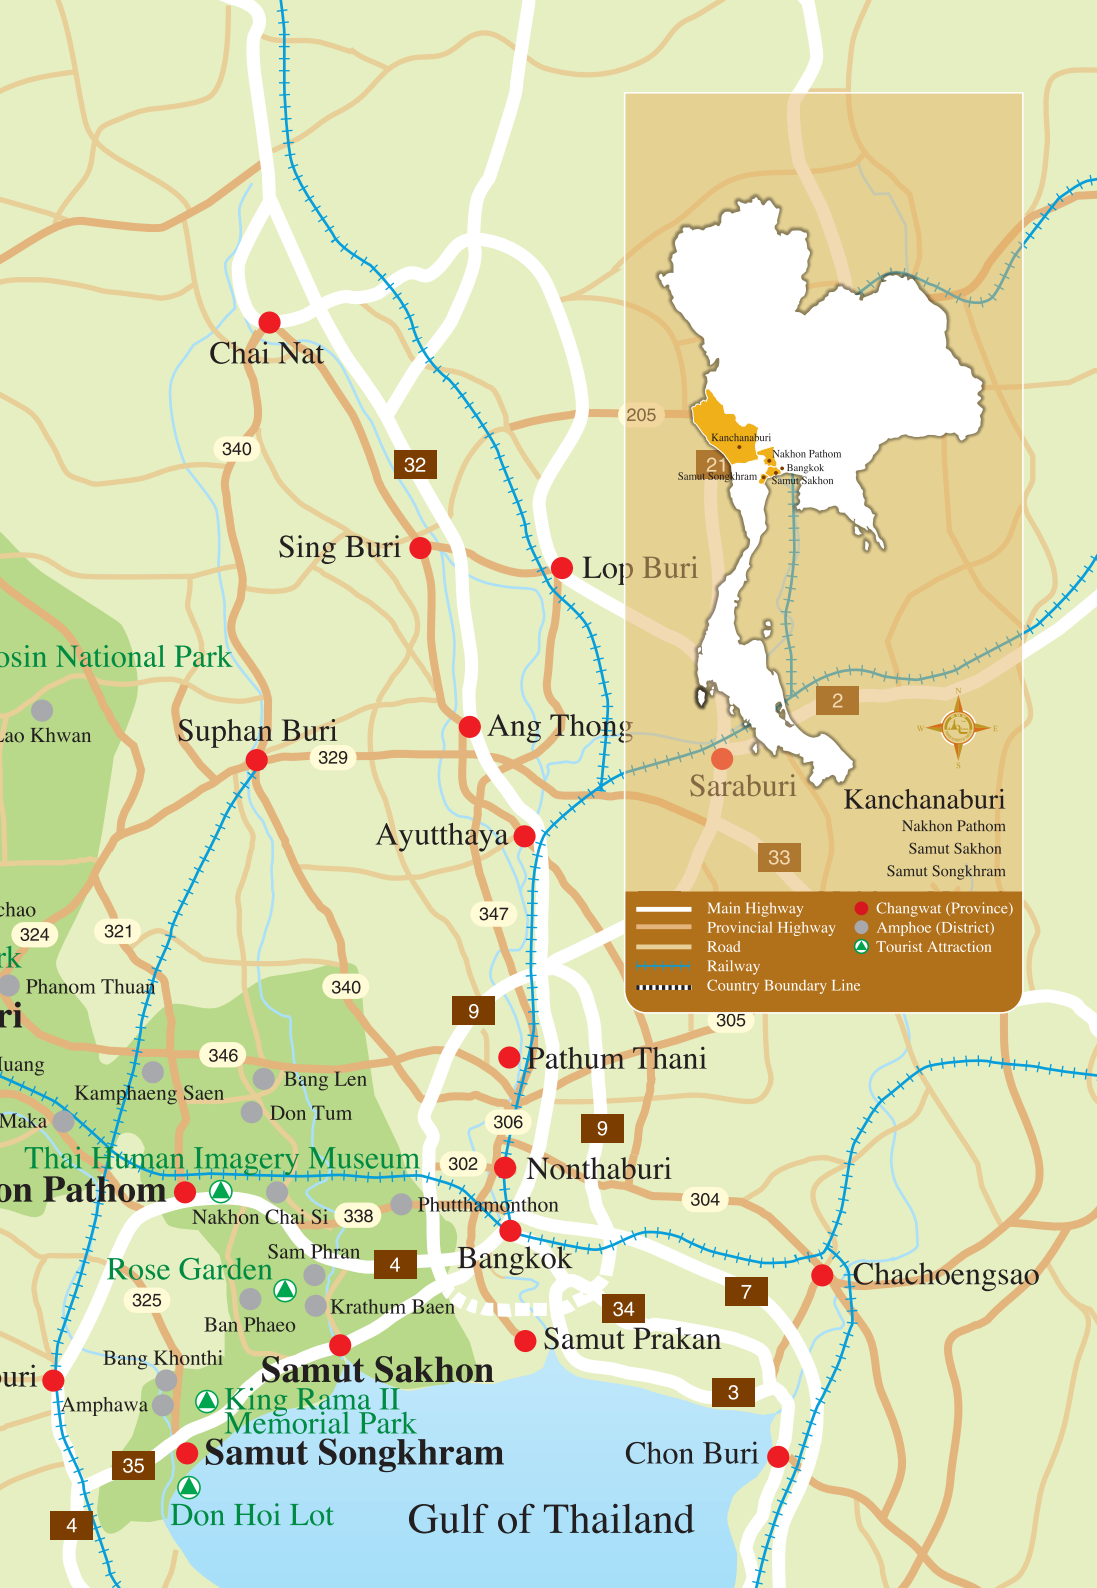 Chai Nat
205
340
32
Kanchanaburi
Nakhon Pathom
21
Bangkok
Samut Songkhram
Samut Sakhon
Sing Buri
Lop Buri
osin National Park
Lao Khwan
2
N
W
E
S
Suphan Buri
Ang Thong
329
Saraburi
Kanchanaburi
Nakhon Pathom
Samut Sakhon
Samut Songkhram
Ayutthaya
33
chao
324
321
347
Main Highway
Provincial Highway
Road
Railway
Country Boundary Line
Changwat (Province)
Amphoe (District)
Tourist Attraction
rk
Phanom Thuan
340
ri
9
305
346
Pathum Thani
Huang
Bang Len
Kamphaeng Saen
Don Tum
Maka
306
9
Thai Human Imagery Museum
302
Nonthaburi
on Pathom
304
Nakhon Chai Si
338
Phutthamonthon
Sam Phran
Bangkok
Rose Garden
4
Chachoengsao
325
7
Krathum Baen
34
Ban Phaeo
Samut Prakan
Bang Khonthi
Samut Sakhon
buri
Amphawa
King Rama II
Memorial Park
3
Samut Songkhram
Chon Buri
35
Don Hoi Lot
Gulf of Thailand
4